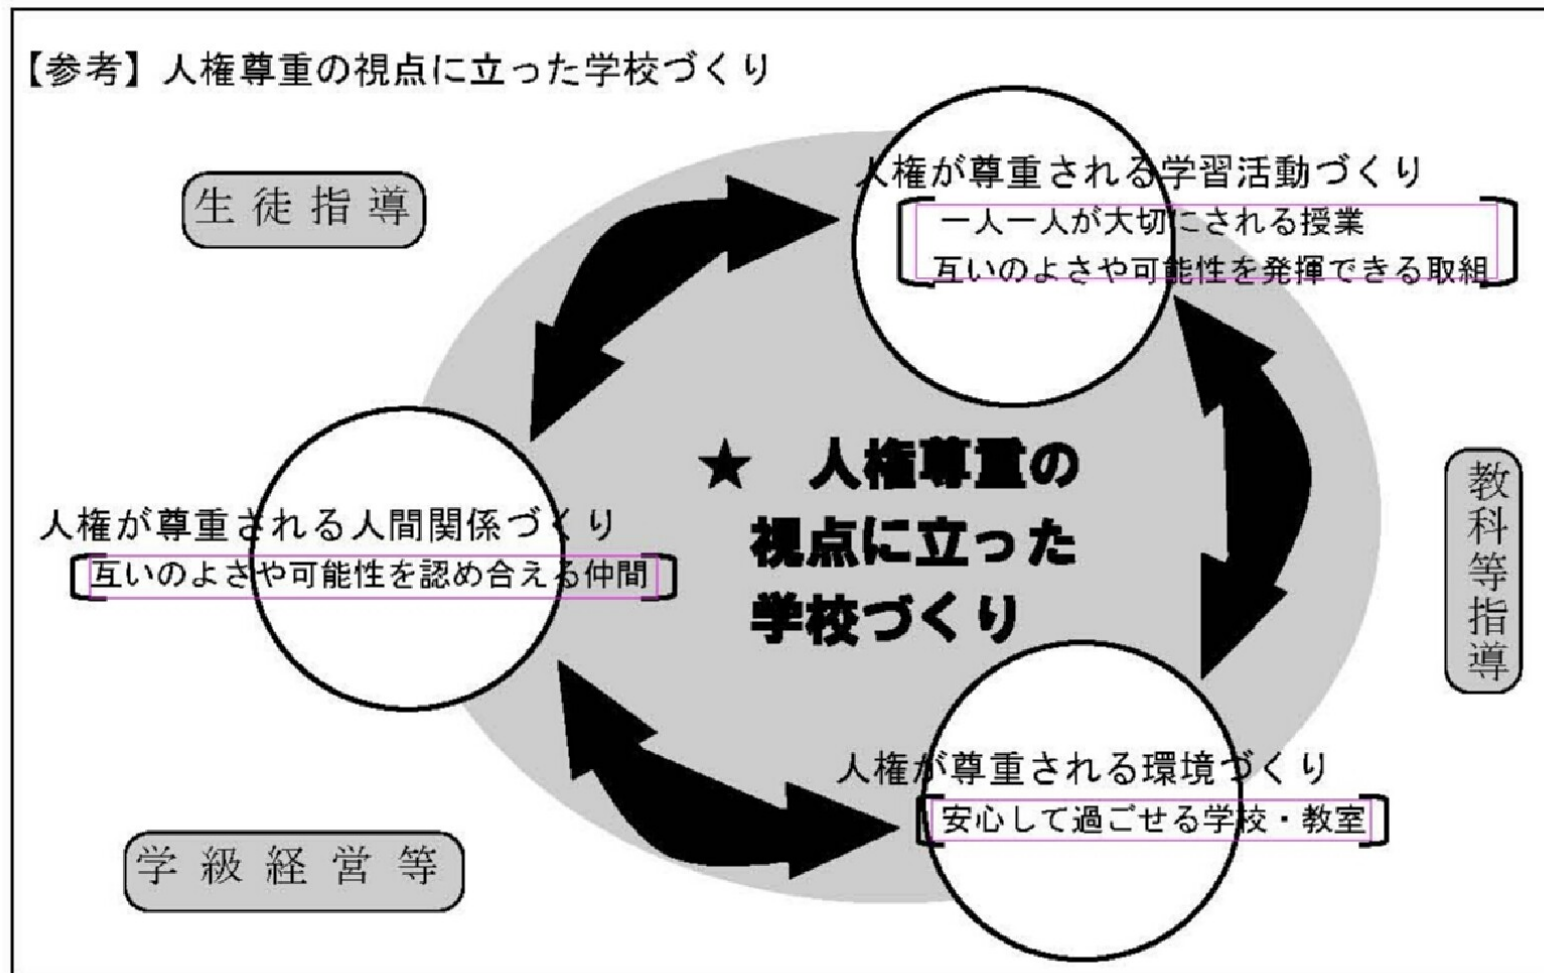 【参考】人権尊重の視点に立った学校づくり
生徒指導
人権が尊重される学習活動づくり
一人一人が大切にされる授業
互いのよさや可能性を発揮できる取組
★ 人権尊重の
視点に立った
学校づくり
教科等指導
人権が尊重される人間関係づくり
互いのよさや可能性を認め合える仲間
人権が尊重される環境づくり
安心して過ごせる学校・教室
学級経営等